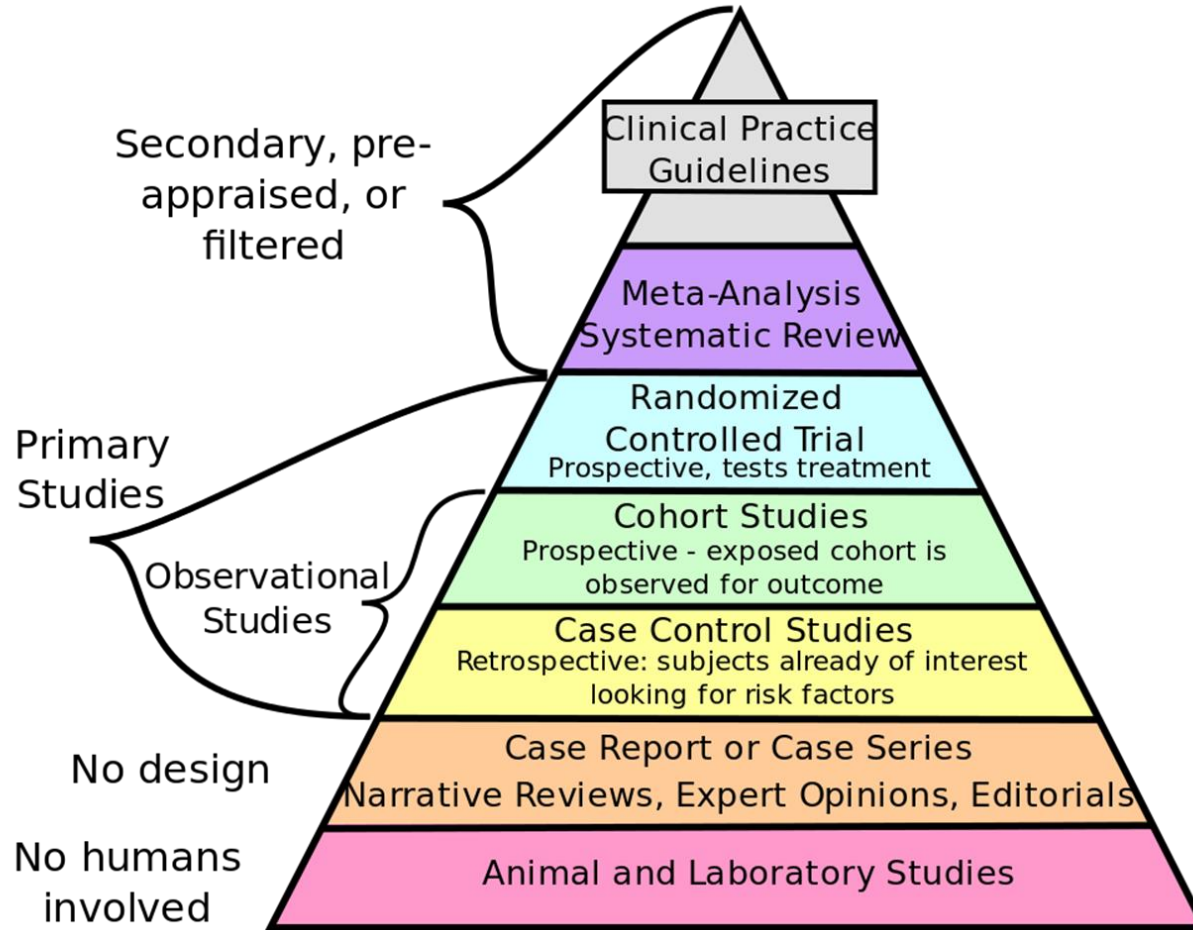 Clinical Practice
Guidelines
Secondary, pre-
appraised, or
filtered
Meta-Analysis
Systematic Review
Randomized
Controlled Trial
Prospective, tests treatment
Primary
Studies
Cohort Studies
Prospective - exposed cohort is
observed for outcome
Observational
Studies
Case Control Studies
Retrospective: subjects already of interest
looking for risk factors
No design
Case Report or Case Series
Narrative Reviews, Expert Opinions, Editorials
No humans
involved
Animal and Laboratory Studies